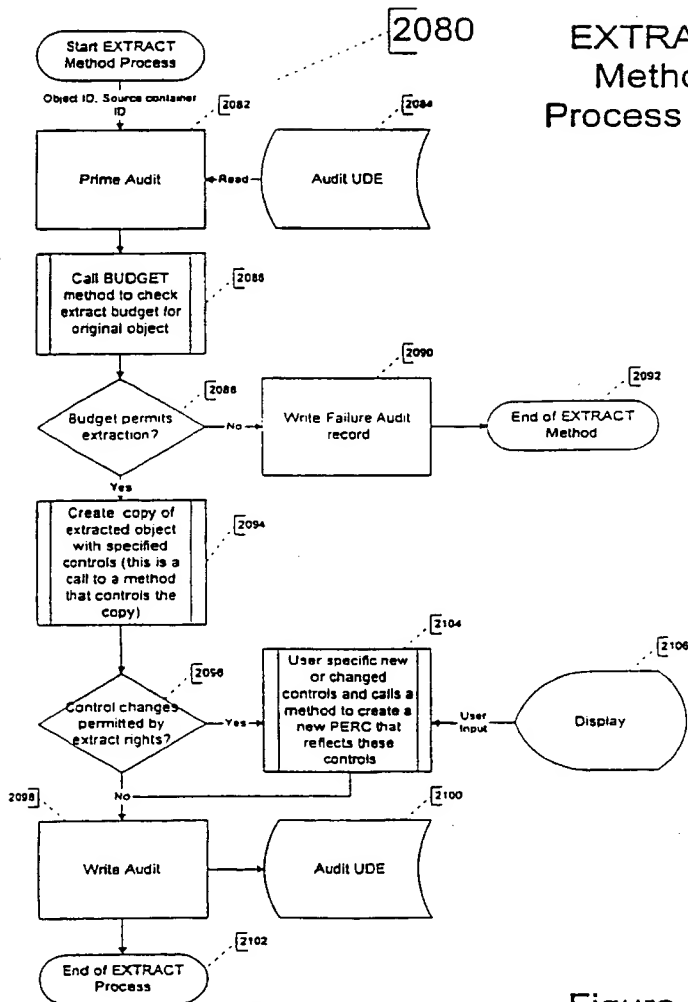 2080
EXTRA
Metho
Process
Start EXTRACT
Method Process
Object ID, Source container
ID
2082
2084
Prime Audit
Read
Audit UDE
Call BUDGET
method to check
extract budget for
original object
2086
2088
Budget permits
extraction?
No
2090
Write Failure Audit
record
2092
End of EXTRACT
Method
Yes
Create copy of
extracted object
with specified
controls (this is a
call to a method
that controls the
copy)
2094
2096
Control changes
permitted by
extract rights?
Yes
2104
User specific new
or changed
controls and calls a
method to create a
new PERC that
reflects these
controls
User
Input
2106
Display
2098
No
2100
Write Audit
Audit UDE
2102
End of EXTRACT
Process
Figure